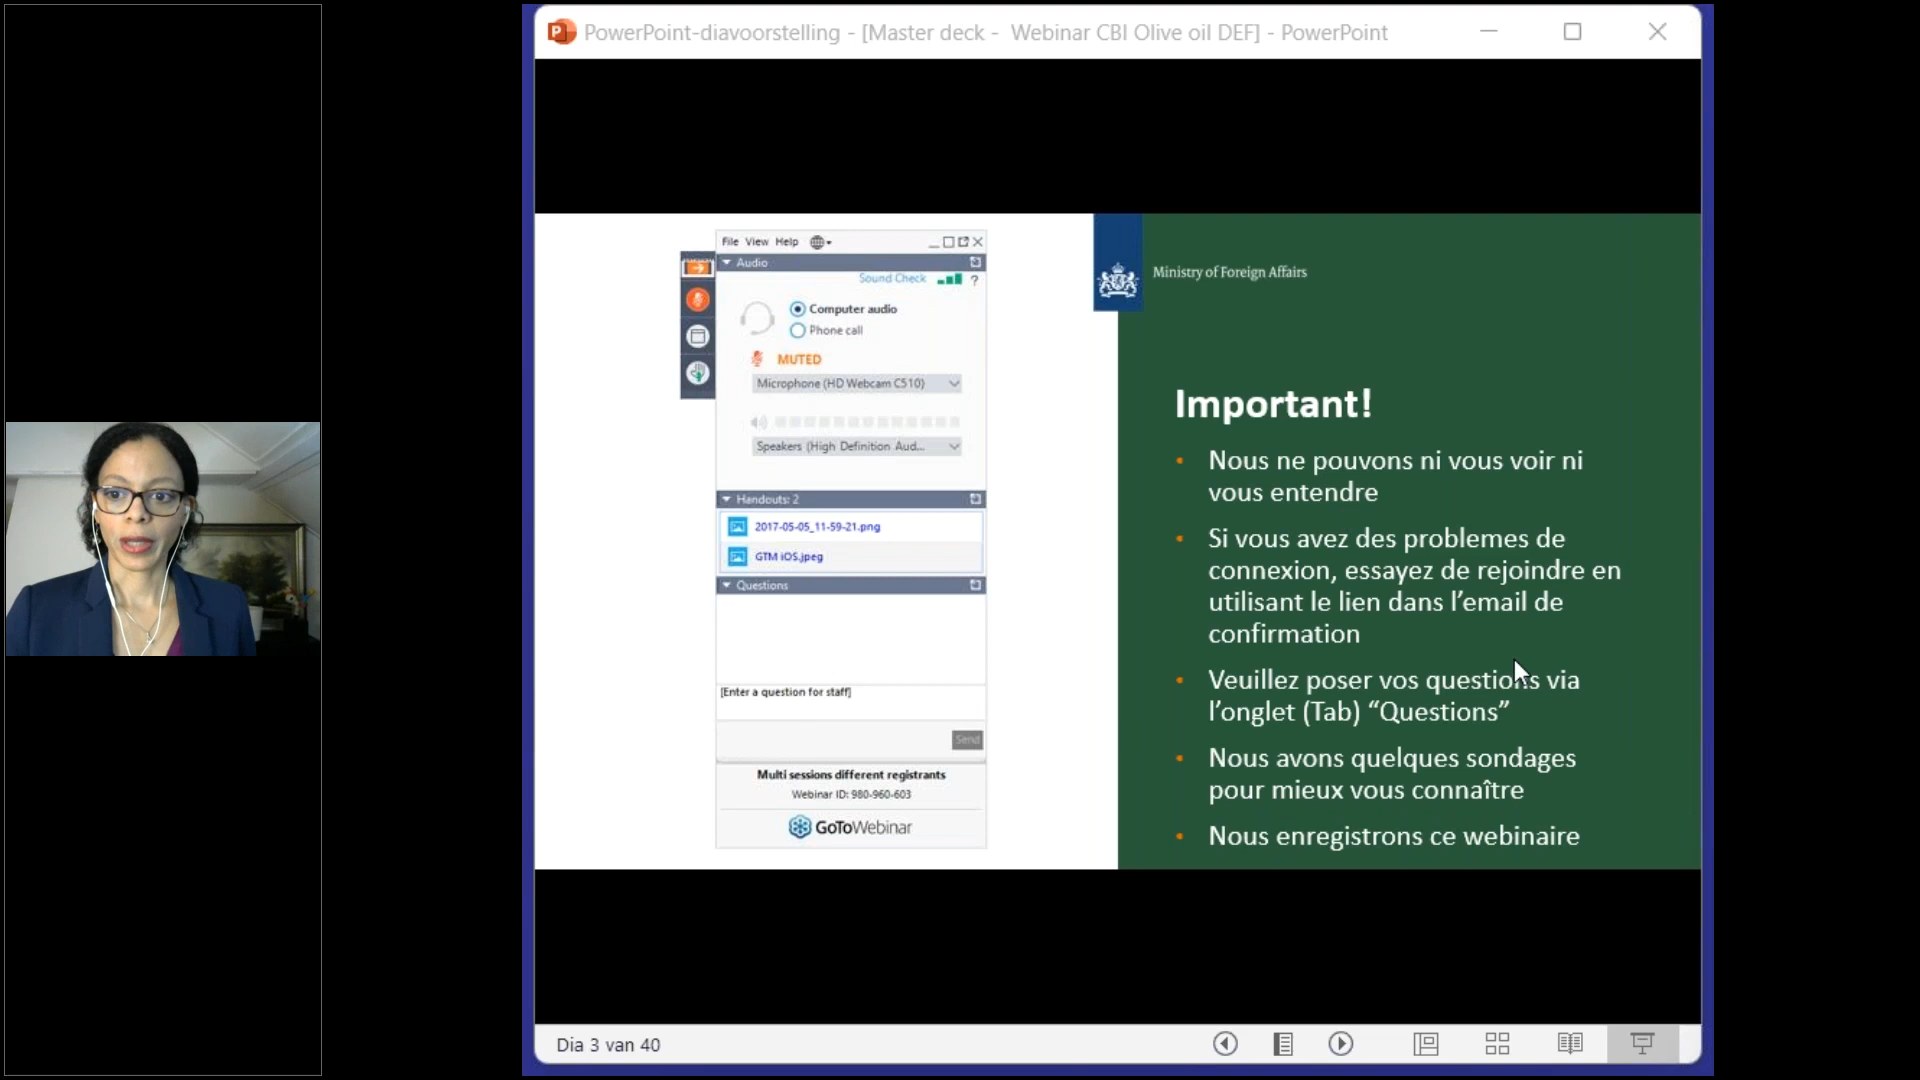 PowerPoint-diavoorstelling - [Master deck -  Webinar CBI Olive oil DEF] - PowerPoint
File View Help
Audio
Sound Check
?
Computer audio
Phone call
MUTED
Microphone (HD Webcam C510)
Speakers (High Definition Aud...
Handouts: 2
2017-05-05_11-59-21.png
GTM iOS.jpeg
Questions
[Enter a question for staff]
Send
Multi sessions different registrants
Webinar ID: 980-960-603
GoToWebinar
Ministry of Foreign Affairs
Important!
• Nous ne pouvons ni vous voir ni
vous entendre
• Si vous avez des problemes de
connexion, essayez de rejoindre en
utilisant le lien dans l’email de
confirmation
• Veuillez poser vos questions via
l’onglet (Tab) “Questions”
• Nous avons quelques sondages
pour mieux vous connaître
• Nous enregistrons ce webinaire
Dia 3 van 40